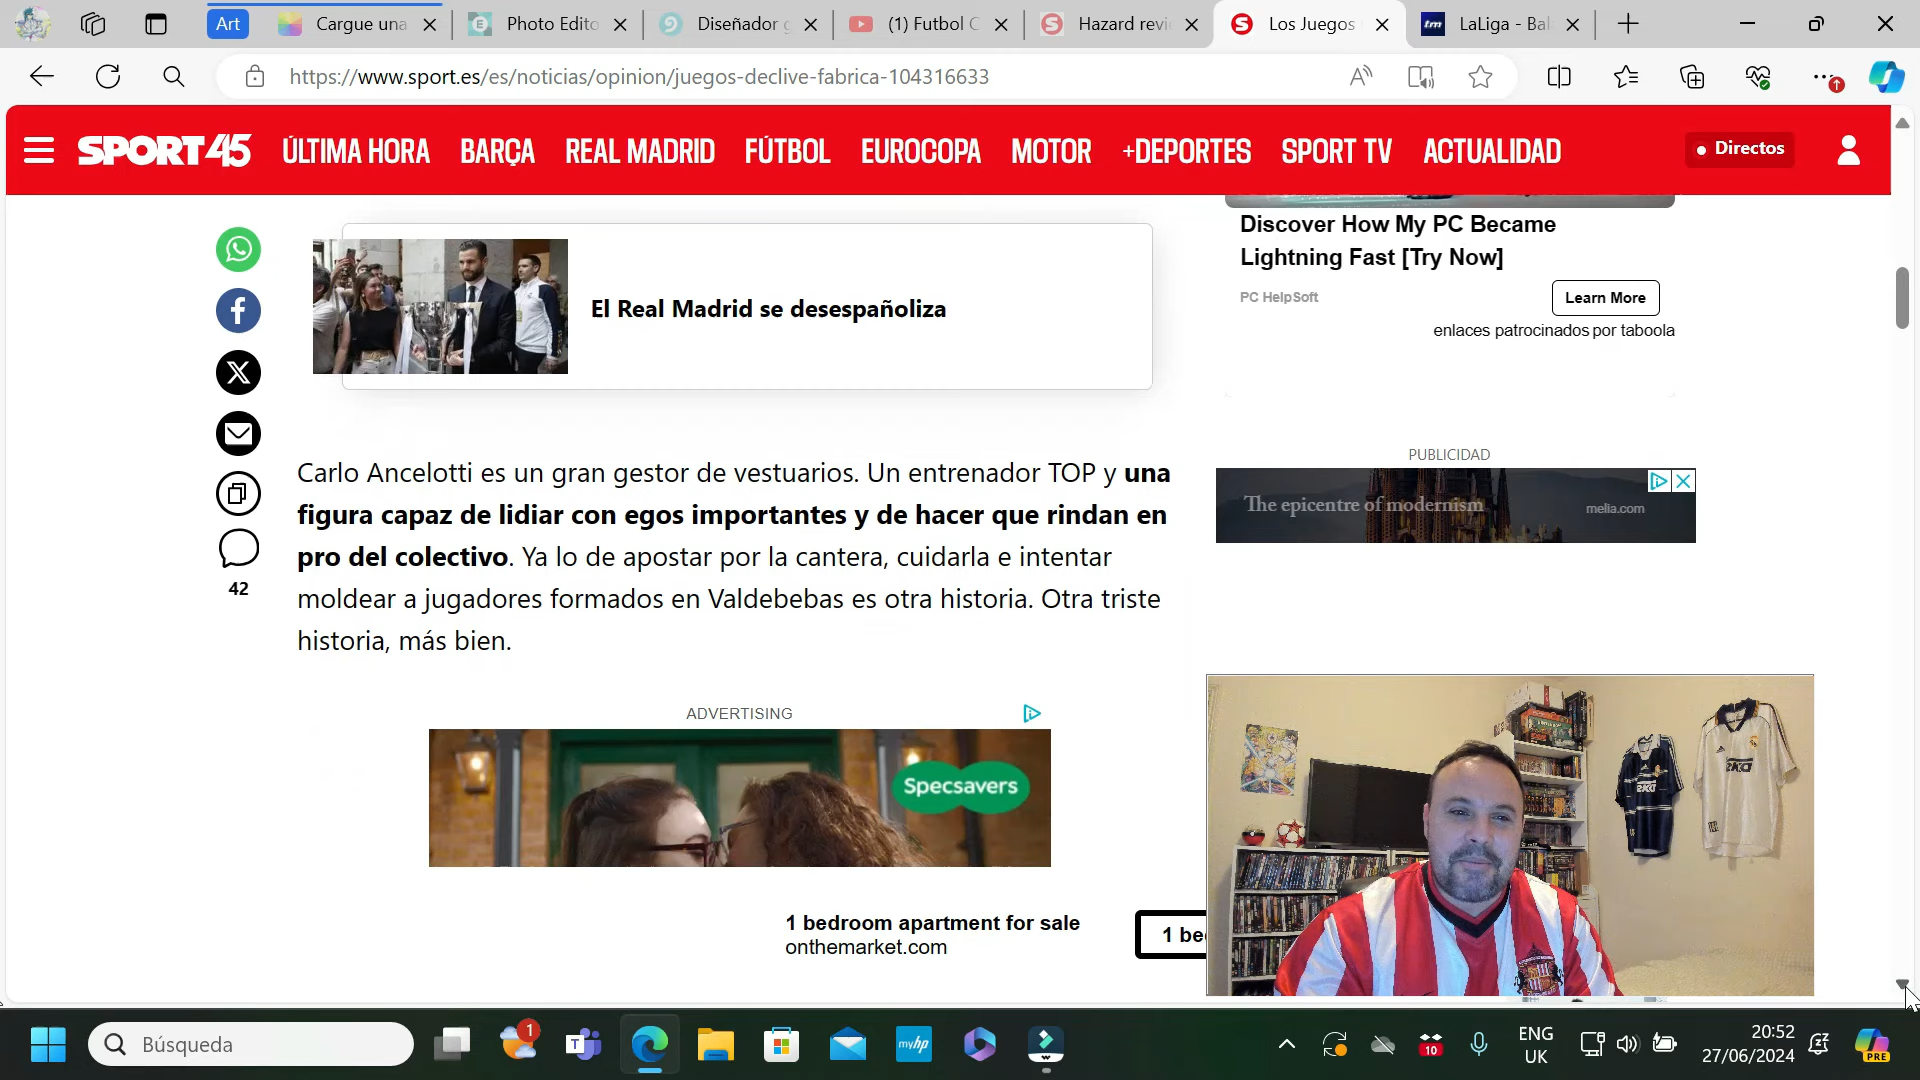 Art
Cargue una
Photo Edito
Diseñador g
(1) Futbol C
Hazard revi
Los Juegos
LaLiga - Bal
https://www.sport.es/es/noticias/opinion/juegos-declive-fabrica-104316633
SPORT 45
ÚLTIMA HORA
BARÇA
REAL MADRID
FÚTBOL
EUROCOPA
MOTOR
+DEPORTES
SPORT TV
ACTUALIDAD
Directos
Discover How My PC Became
Lightning Fast [Try Now]
PC HelpSoft
Learn More
enlaces patrocinados por taboola
El Real Madrid se desespañoliza
PUBLICIDAD
The epicentre of modernism
melia.com
Carlo Ancelotti es un gran gestor de vestuarios. Un entrenador TOP y una
figura capaz de lidiar con egos importantes y de hacer que rindan en
pro del colectivo. Ya lo de apostar por la cantera, cuidarla e intentar
moldear a jugadores formados en Valdebebas es otra historia. Otra triste
historia, más bien.
42
ADVERTISING
Specsavers
1 bedroom apartment for sale
onthemarket.com
1 be
Búsqueda
1
myhp
10
ENG
UK
20:52
27/06/2024
PRE